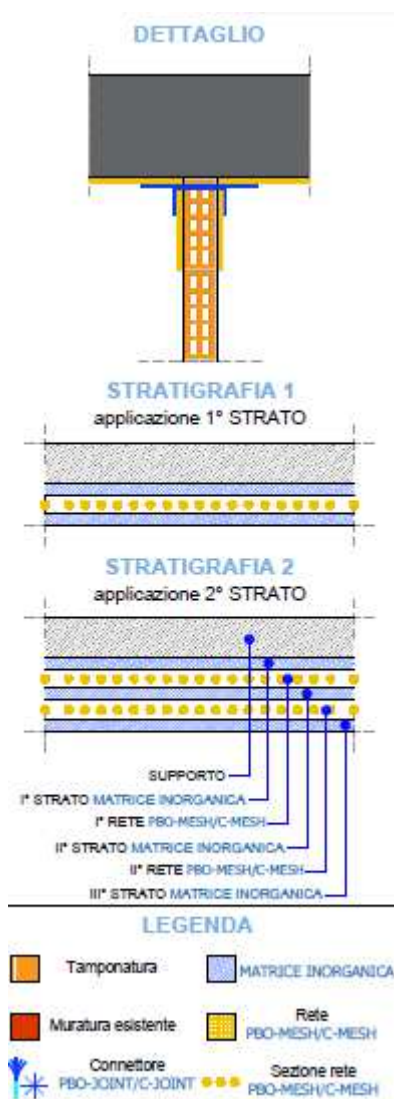 DETTAGLIO
STRATIGRAFIA 1
applicazione 1° STRATO
STRATIGRAFIA 2
applicazione 2° STRATO
SUPPORTO
I° STRATO MATRICE INORGANICA
I° RETE PBO-MESH/C-MESH
II° STRATO MATRICE INORGANICA
II° RETE PBO-MESH/C-MESH
III° STRATO MATRICE INORGANICA
LEGENDA
Tamponatura
MATRICE INORGANICA
Muratura esistente
Rete
PBO-MESH/C-MESH
Connettore
PBO-JOINT/C-JOINT
Sezione rete
PBO-MESH/C-MESH